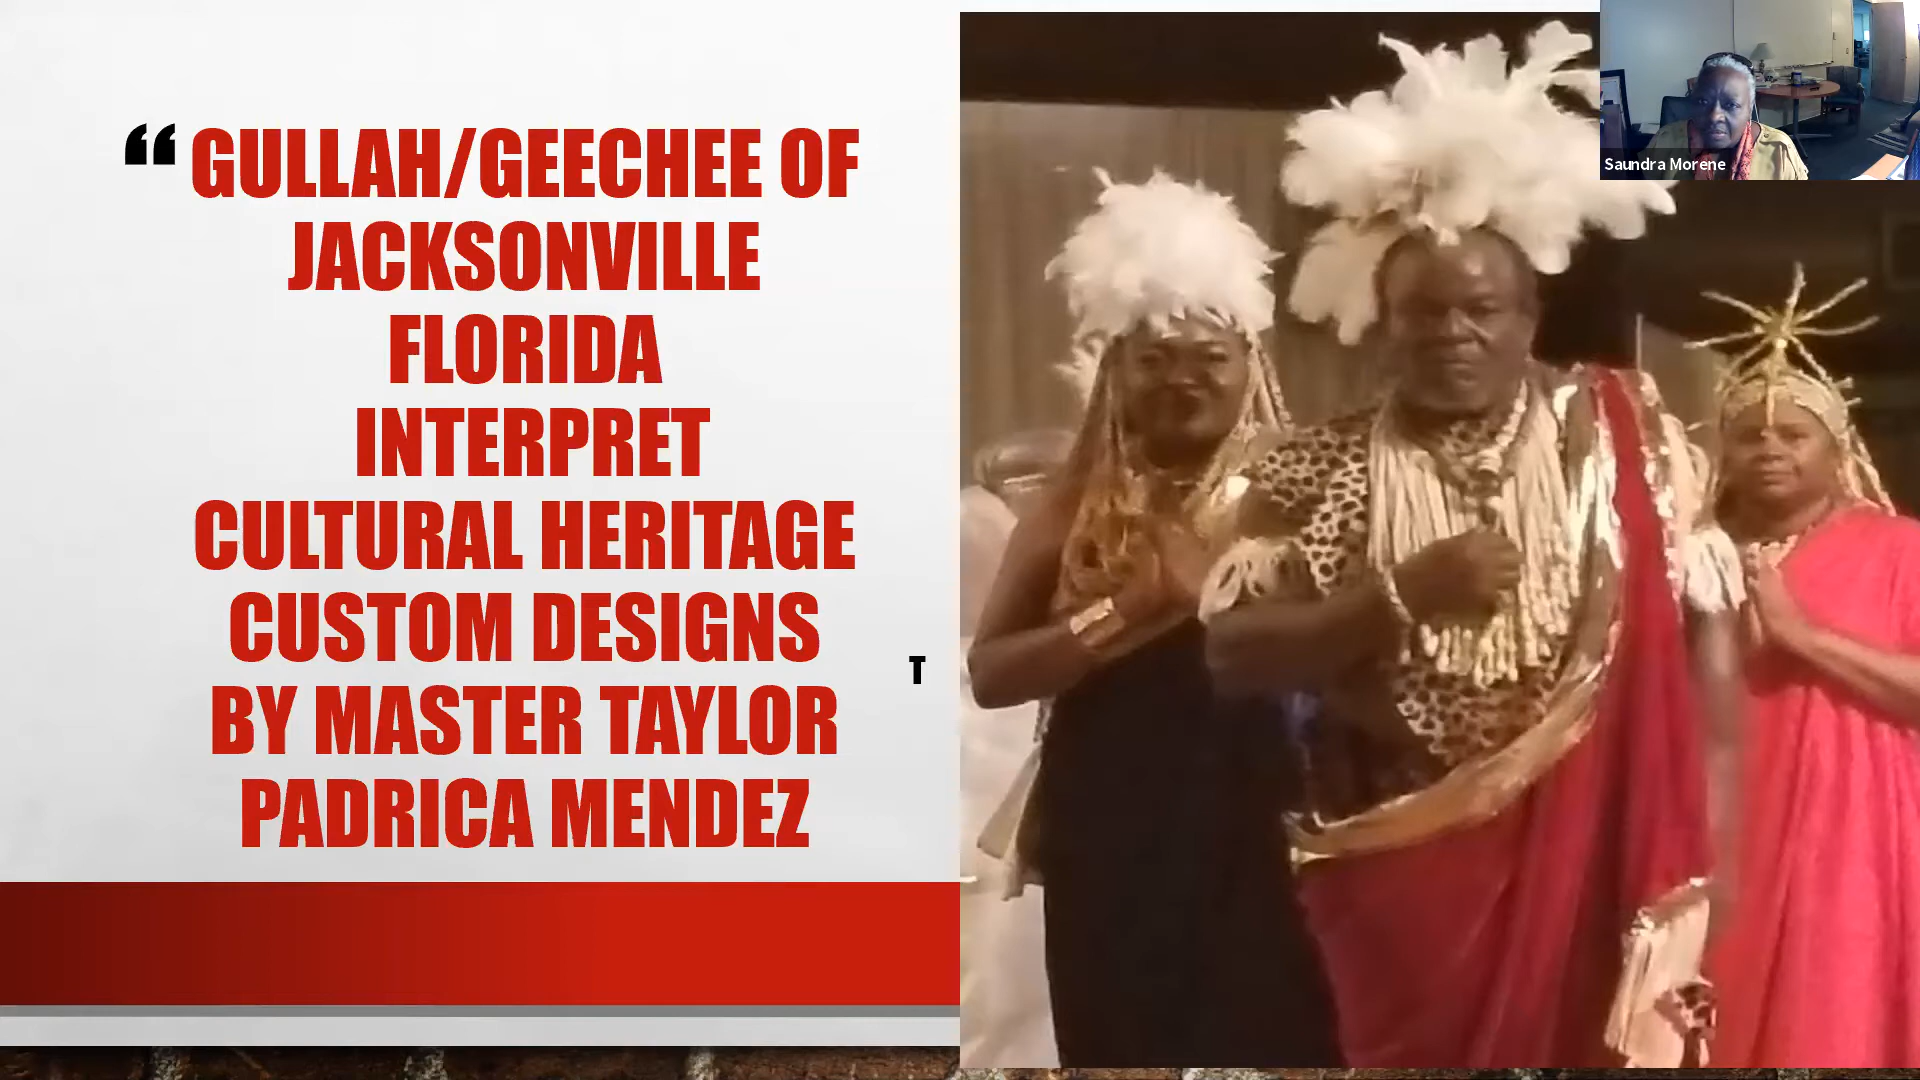 “ GULLAH/GEECHEE OF
JACKSONVILLE
FLORIDA
INTERPRET
CULTURAL HERITAGE
CUSTOM DESIGNS
BY MASTER TAYLOR
PADRICA MENDEZ
T
Saundra Morene